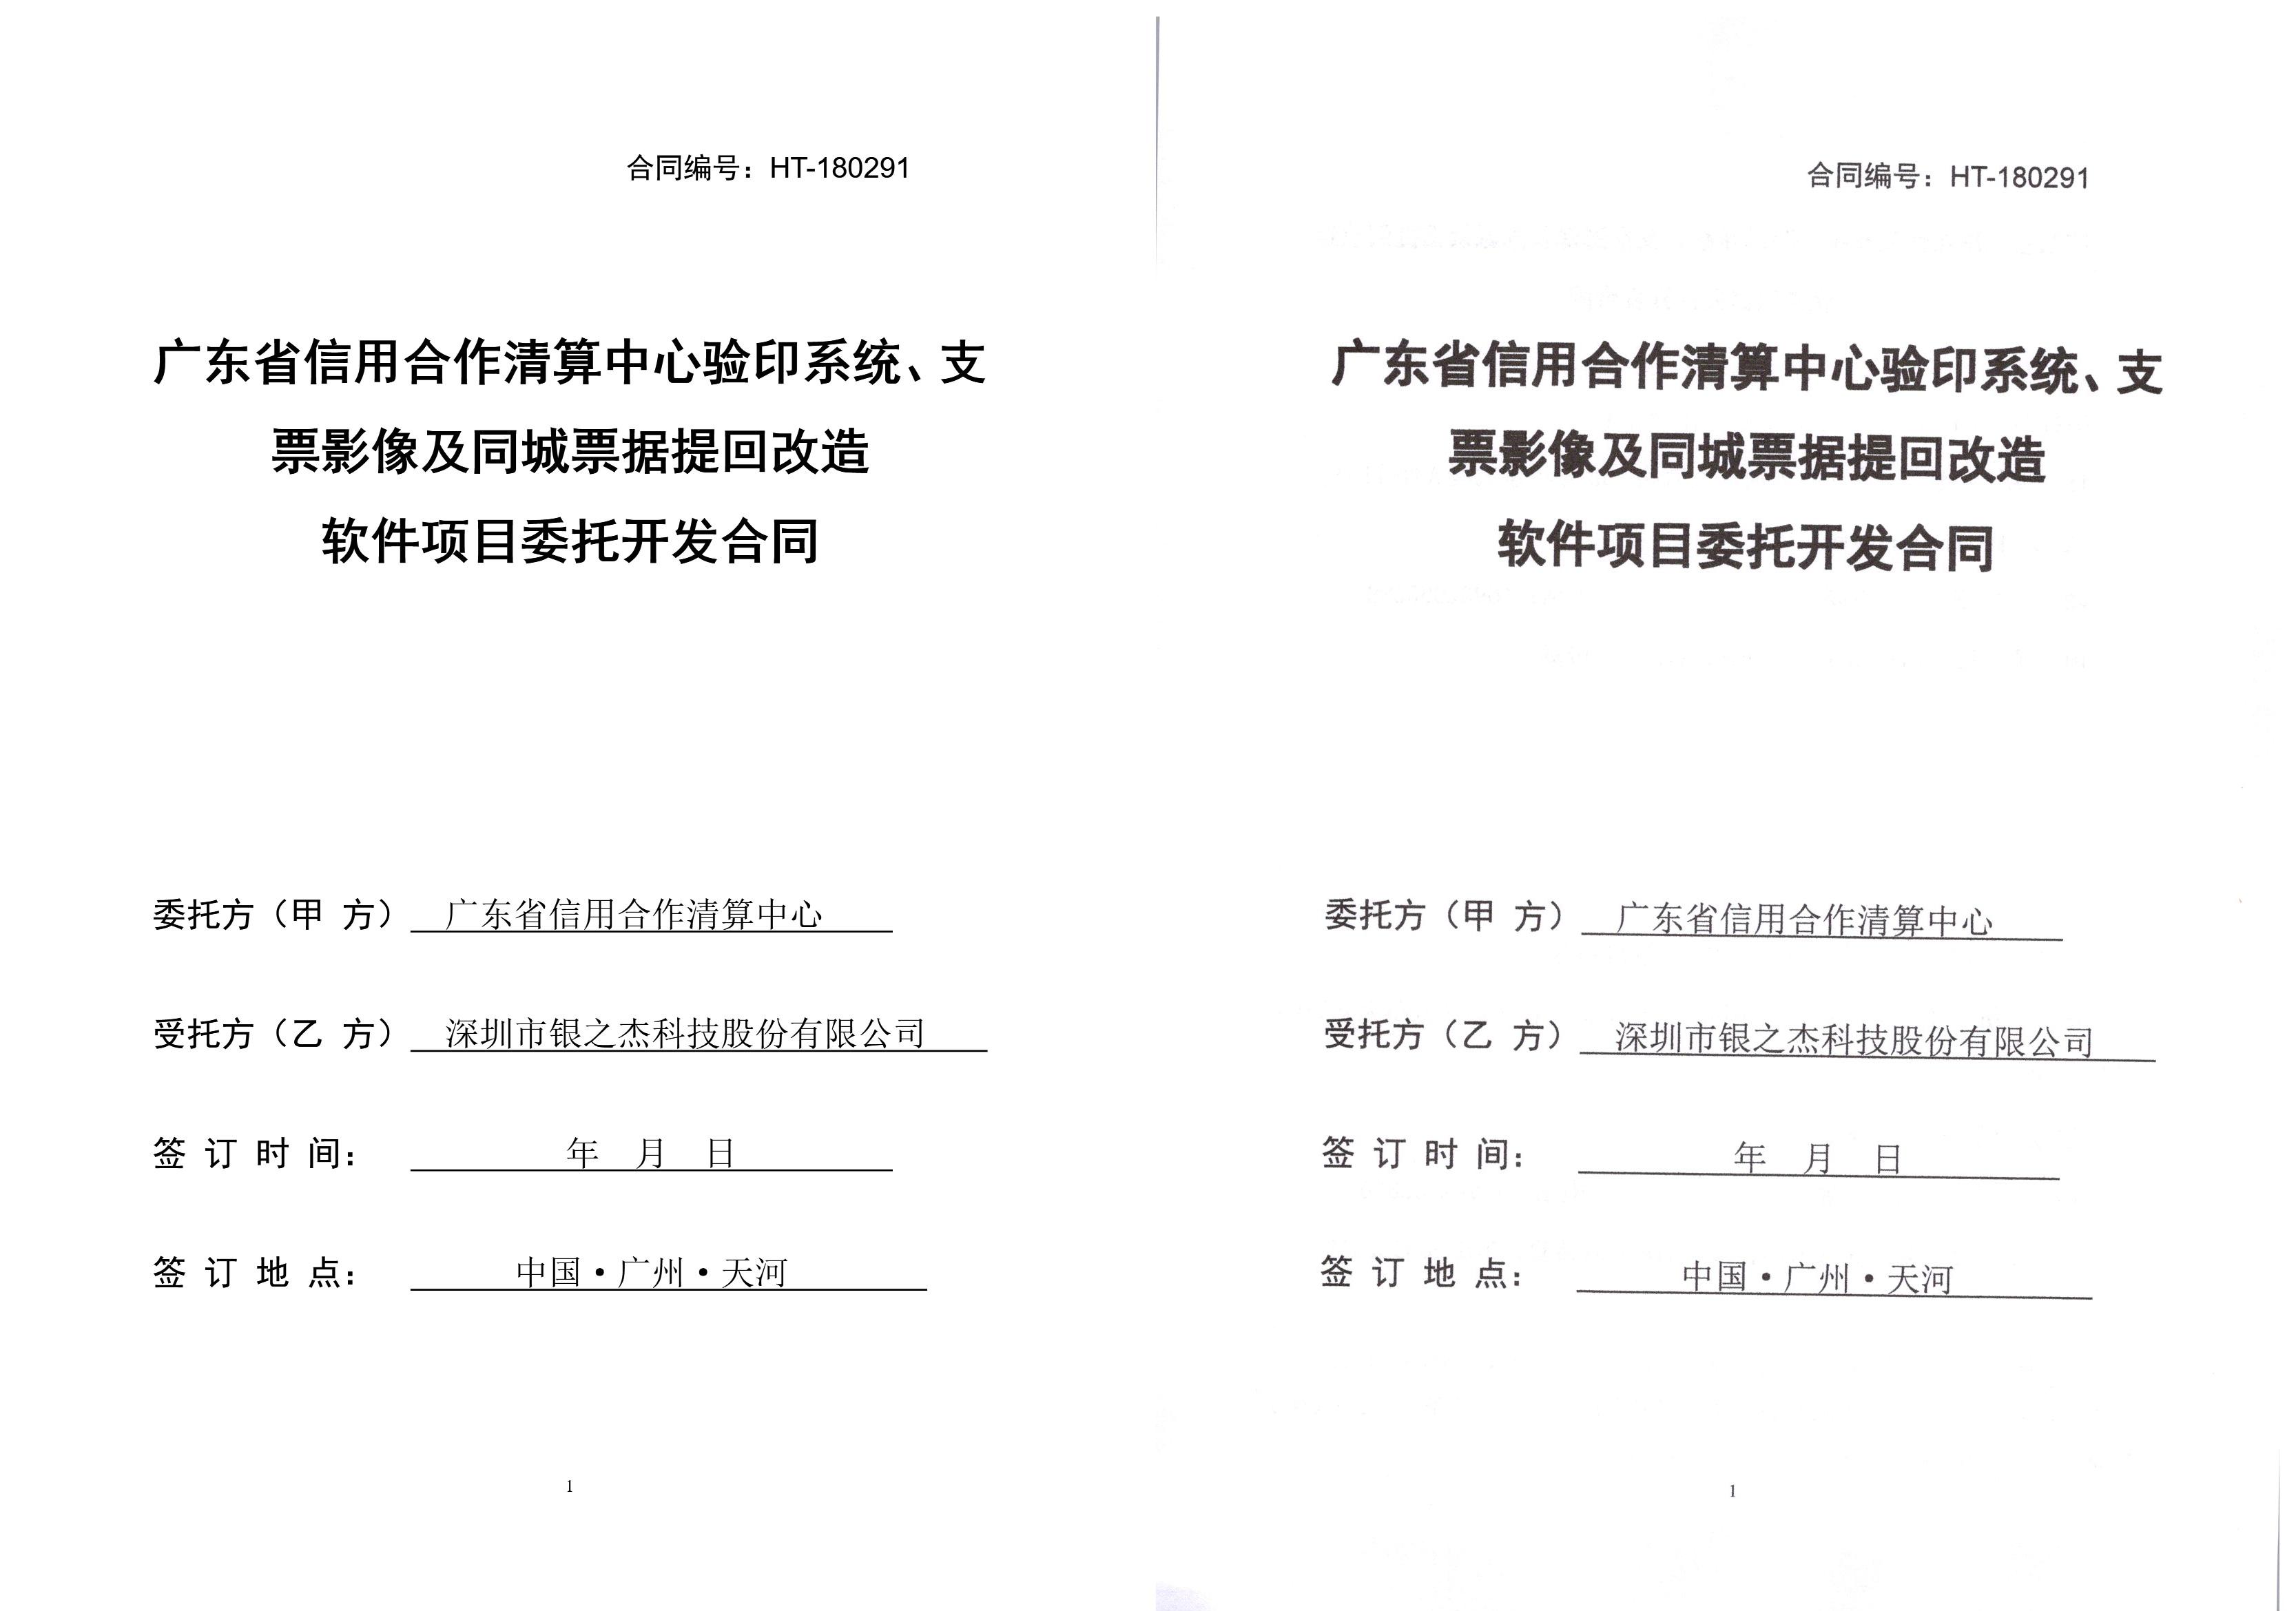 合同编号：HT-180291
广东省信用合作清算中心验印系统、支
票影像及同城票据提回改造
软件项目委托开发合同
委托方（甲 方） 广东省信用合作清算中心
受托方（乙 方） 深圳市银之杰科技股份有限公司
签 订 时 间： 年 月 日
签 订 地 点： 中国·广州·天河
1
合同编号：HT-180291
广东省信用合作清算中心验印系统、支
票影像及同城票据提回改造
软件项目委托开发合同
委托方（甲 方） 广东省信用合作清算中心
受托方（乙 方） 深圳市银之杰科技股份有限公司
签 订 时 间： 年 月 日
签 订 地 点： 中国·广州·天河
1